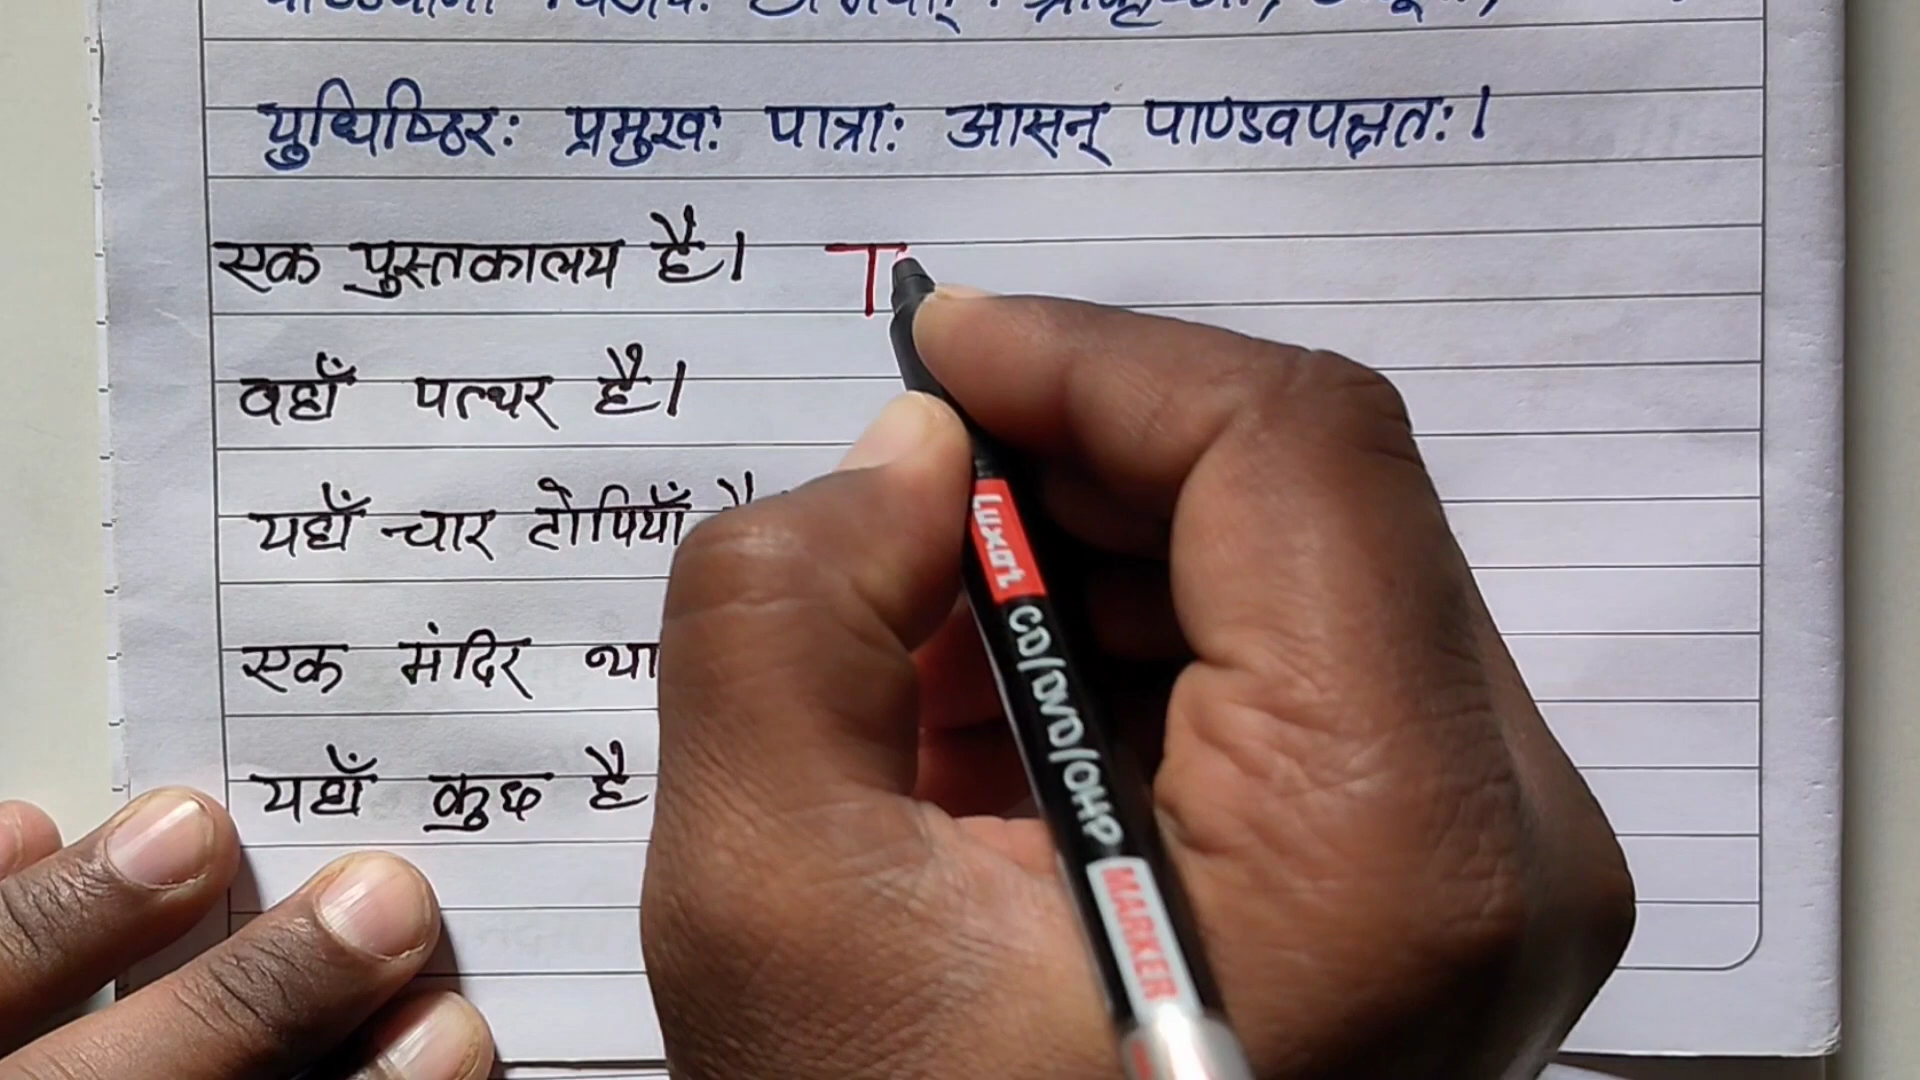 युधिष्ठिरः प्रमुखः पात्राः आसन् पाण्डवपक्षतः।
एक पुस्तकालय है। T
वहाँ पत्थर है।
यहाँ चार टोपियाँ
एक मंदिर था
यहाँ कुछ है
Luxor CD/DVD/OHP MARKER